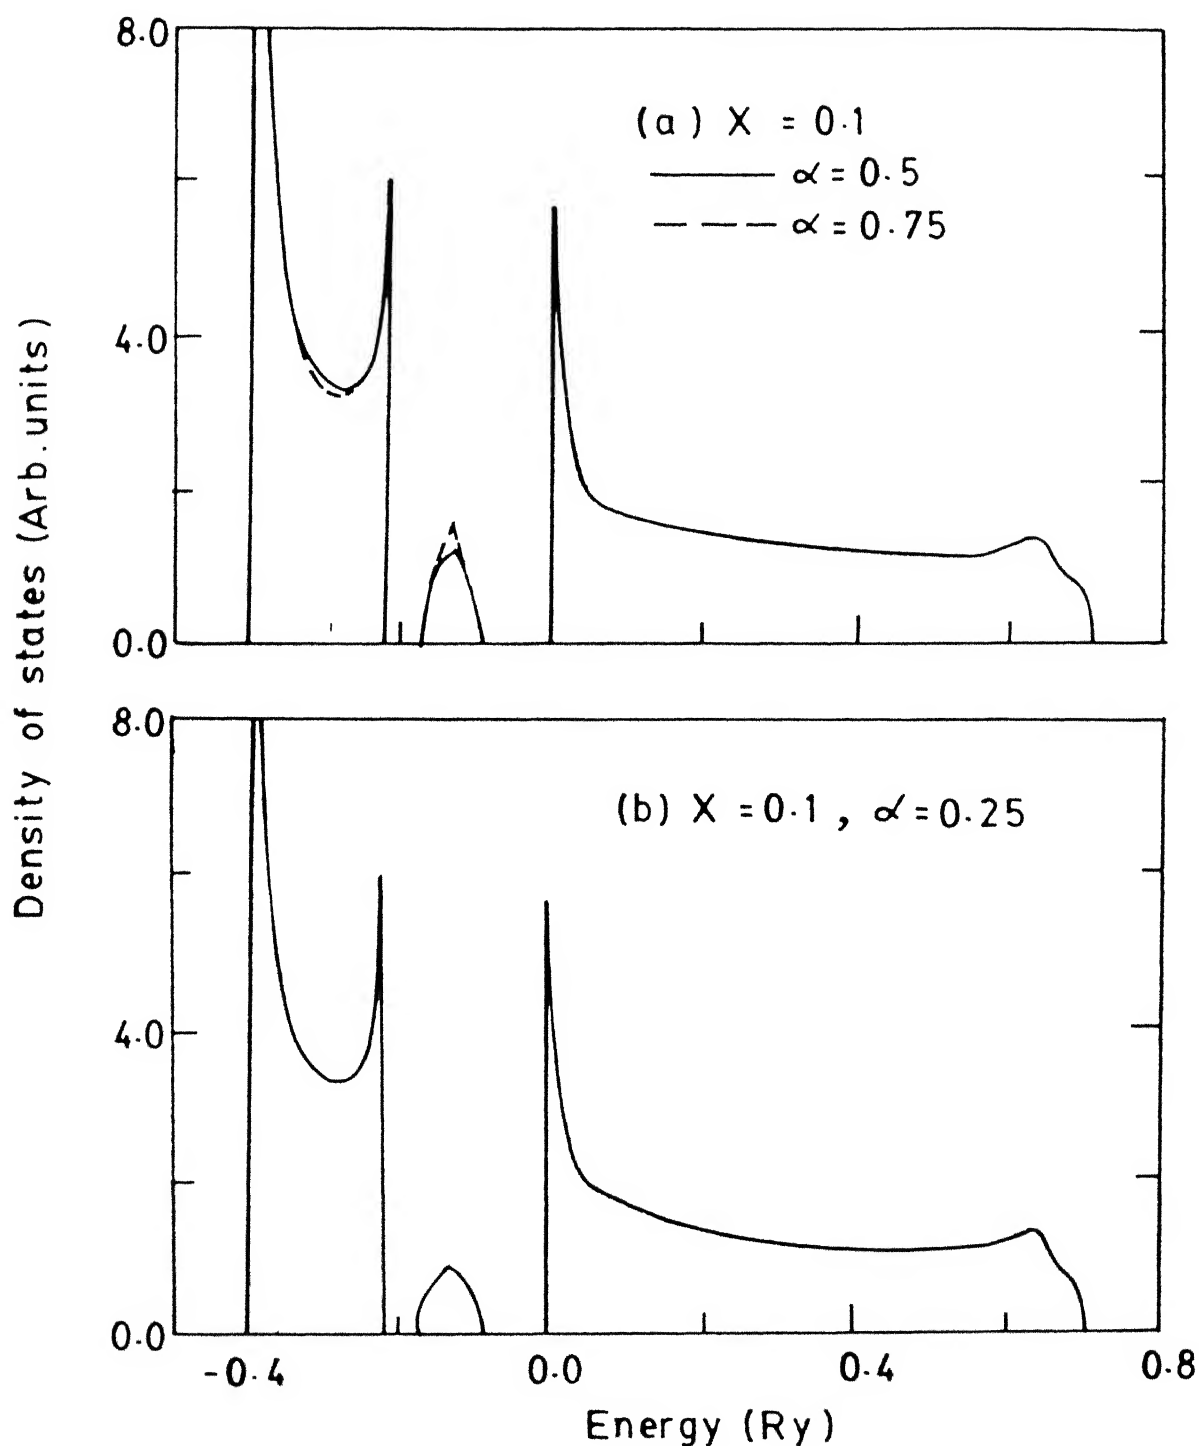 8.0
(a) X = 0.1
α = 0.5
α = 0.75
4.0
0.0
Density of states (Arb.units)
8.0
(b) X = 0.1, α = 0.25
4.0
0.0
-0.4
0.0
0.4
0.8
Energy (Ry)